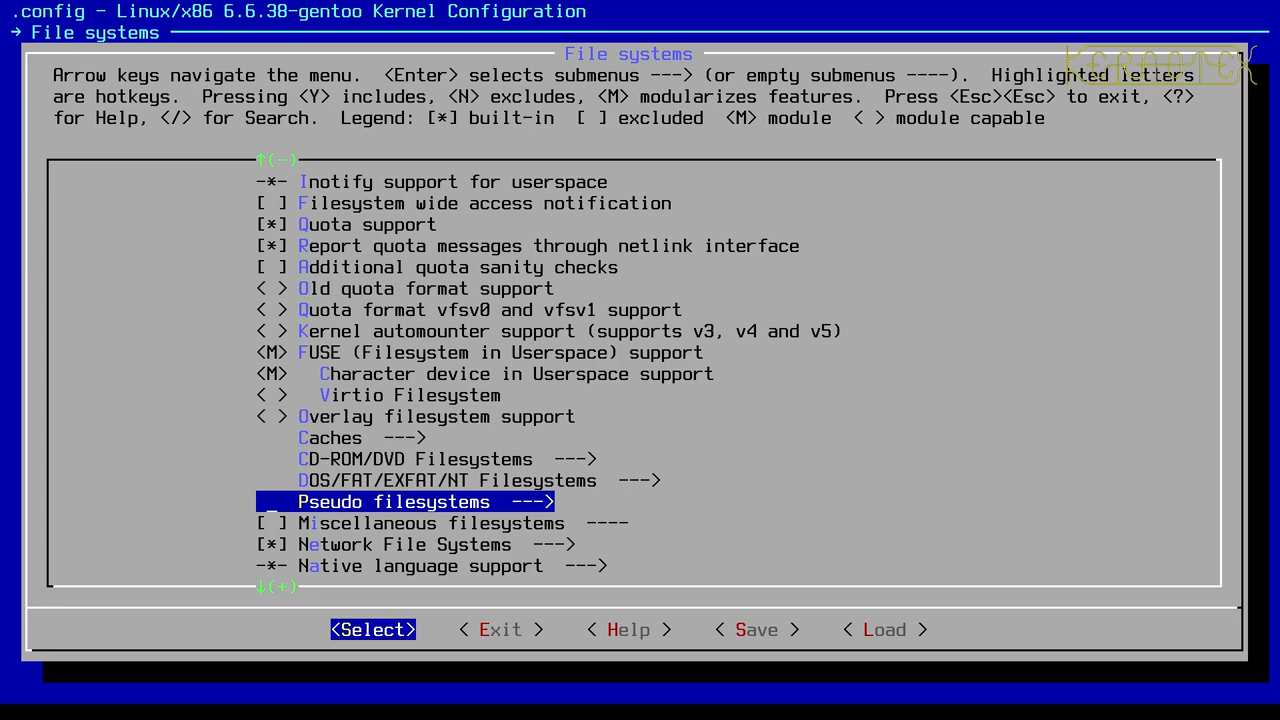 .config - Linux/x86 6.6.38-gentoo Kernel Configuration
→ File systems
File systems
KERNOTEX
Arrow keys navigate the menu.  <Enter> selects submenus ---> (or empty submenus ----).  Highlighted letters
are hotkeys.  Pressing <Y> includes, <N> excludes, <M> modularizes features.  Press <Esc><Esc> to exit, <?>
for Help, </> for Search.  Legend: [*] built-in  [ ] excluded  <M> module  < > module capable
↑(-)
-*- Inotify support for userspace
[ ] Filesystem wide access notification
[*] Quota support
[*] Report quota messages through netlink interface
[ ] Additional quota sanity checks
< > Old quota format support
< > Quota format vfsv0 and vfsv1 support
< > Kernel automounter support (supports v3, v4 and v5)
<M> FUSE (Filesystem in Userspace) support
<M>   Character device in Userspace support
< >   Virtio Filesystem
< > Overlay filesystem support
Caches  --->
CD-ROM/DVD Filesystems  --->
DOS/FAT/EXFAT/NT Filesystems  --->
Pseudo filesystems  --->
[ ] Miscellaneous filesystems  ----
[*] Network File Systems  --->
-*- Native language support  --->
↓(+)
<Select>    < Exit >    < Help >    < Save >    < Load >